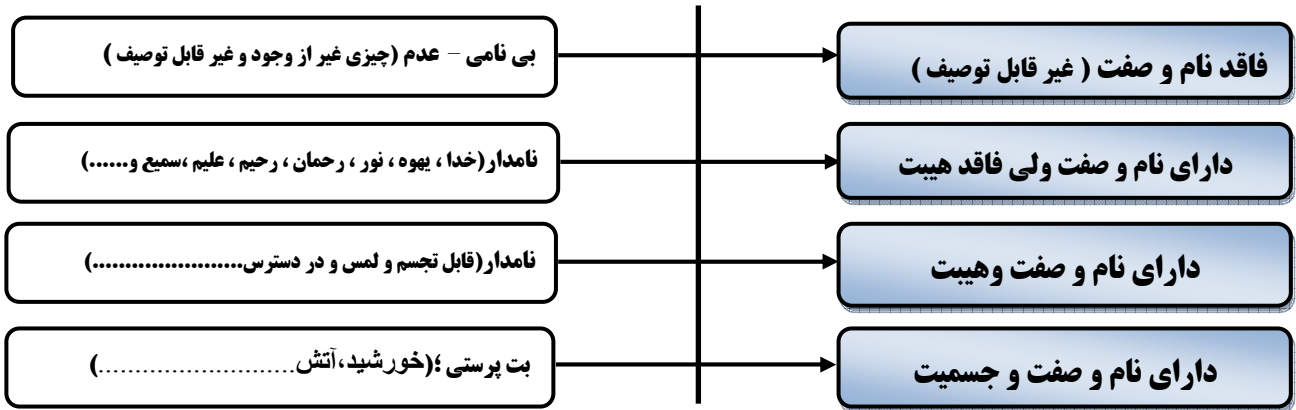 فاقد نام و صفت ( غیر قابل توصیف )
بی نامی – عدم (چیزی غیر از وجود و غیر قابل توصیف )
دارای نام و صفت ولی فاقد هیبت
نامدار(خدا ، یهوه ، نور ، رحمان ، رحیم ، علیم ،سمیع و......)
دارای نام و صفت وهیبت
نامدار(قابل تجسم و لمس و در دسترس.......................)
دارای نام و صفت و جسمیت
بت پرستی ؛(خورشید،آتش..........................)